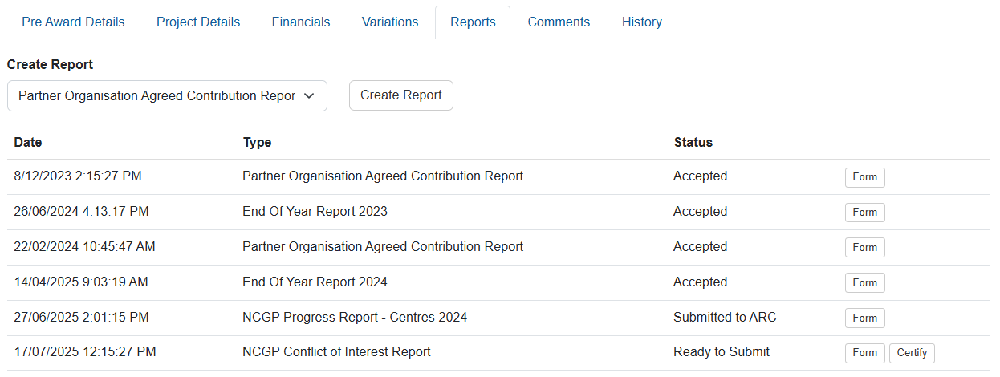 Pre Award Details Project Details Financials Variations Reports Comments History
Create Report
Partner Organisation Agreed Contribution Repor Create Report
Date Type Status
8/12/2023 2:15:27 PM Partner Organisation Agreed Contribution Report Accepted Form
26/06/2024 4:13:17 PM End Of Year Report 2023 Accepted Form
22/02/2024 10:45:47 AM Partner Organisation Agreed Contribution Report Accepted Form
14/04/2025 9:03:19 AM End Of Year Report 2024 Accepted Form
27/06/2025 2:01:15 PM NCGP Progress Report - Centres 2024 Submitted to ARC Form
17/07/2025 12:15:27 PM NCGP Conflict of Interest Report Ready to Submit Form Certify